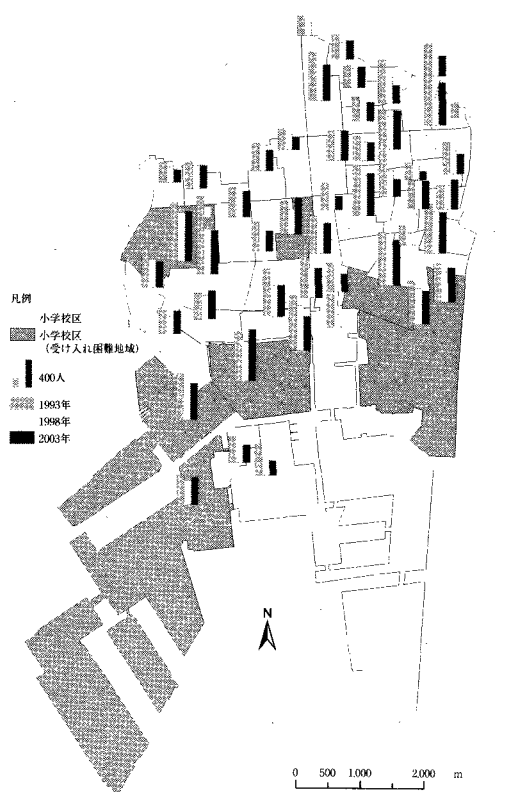 凡例
小学校区
小学校区
(受け入れ困難地域)
400人
1993年
1998年
2003年
N
0 500 1,000 2,000 m